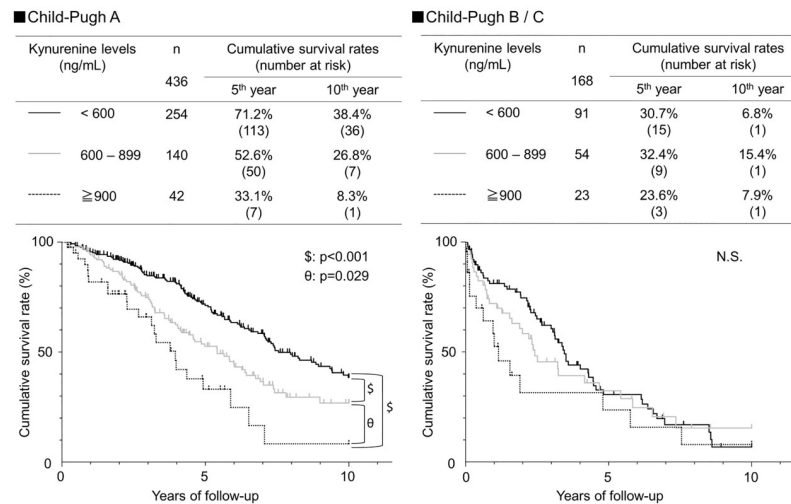 ■Child-Pugh A
Kynurenine levels (ng/mL) n 436 Cumulative survival rates (number at risk)
5th year 10th year
< 600 254 71.2% 38.4%
(113) (36)
600 – 899 140 52.6% 26.8%
(50) (7)
≧900 42 33.1% 8.3%
(7) (1)
Cumulative survival rate (%)
100
50
0
$: p<0.001
θ: p=0.029
$
θ
$
0 5 10
Years of follow-up
■Child-Pugh B / C
Kynurenine levels (ng/mL) n 168 Cumulative survival rates (number at risk)
5th year 10th year
< 600 91 30.7% 6.8%
(15) (1)
600 – 899 54 32.4% 15.4%
(9) (1)
≧900 23 23.6% 7.9%
(3) (1)
Cumulative survival rate (%)
100
50
0
N.S.
0 5 10
Years of follow-up